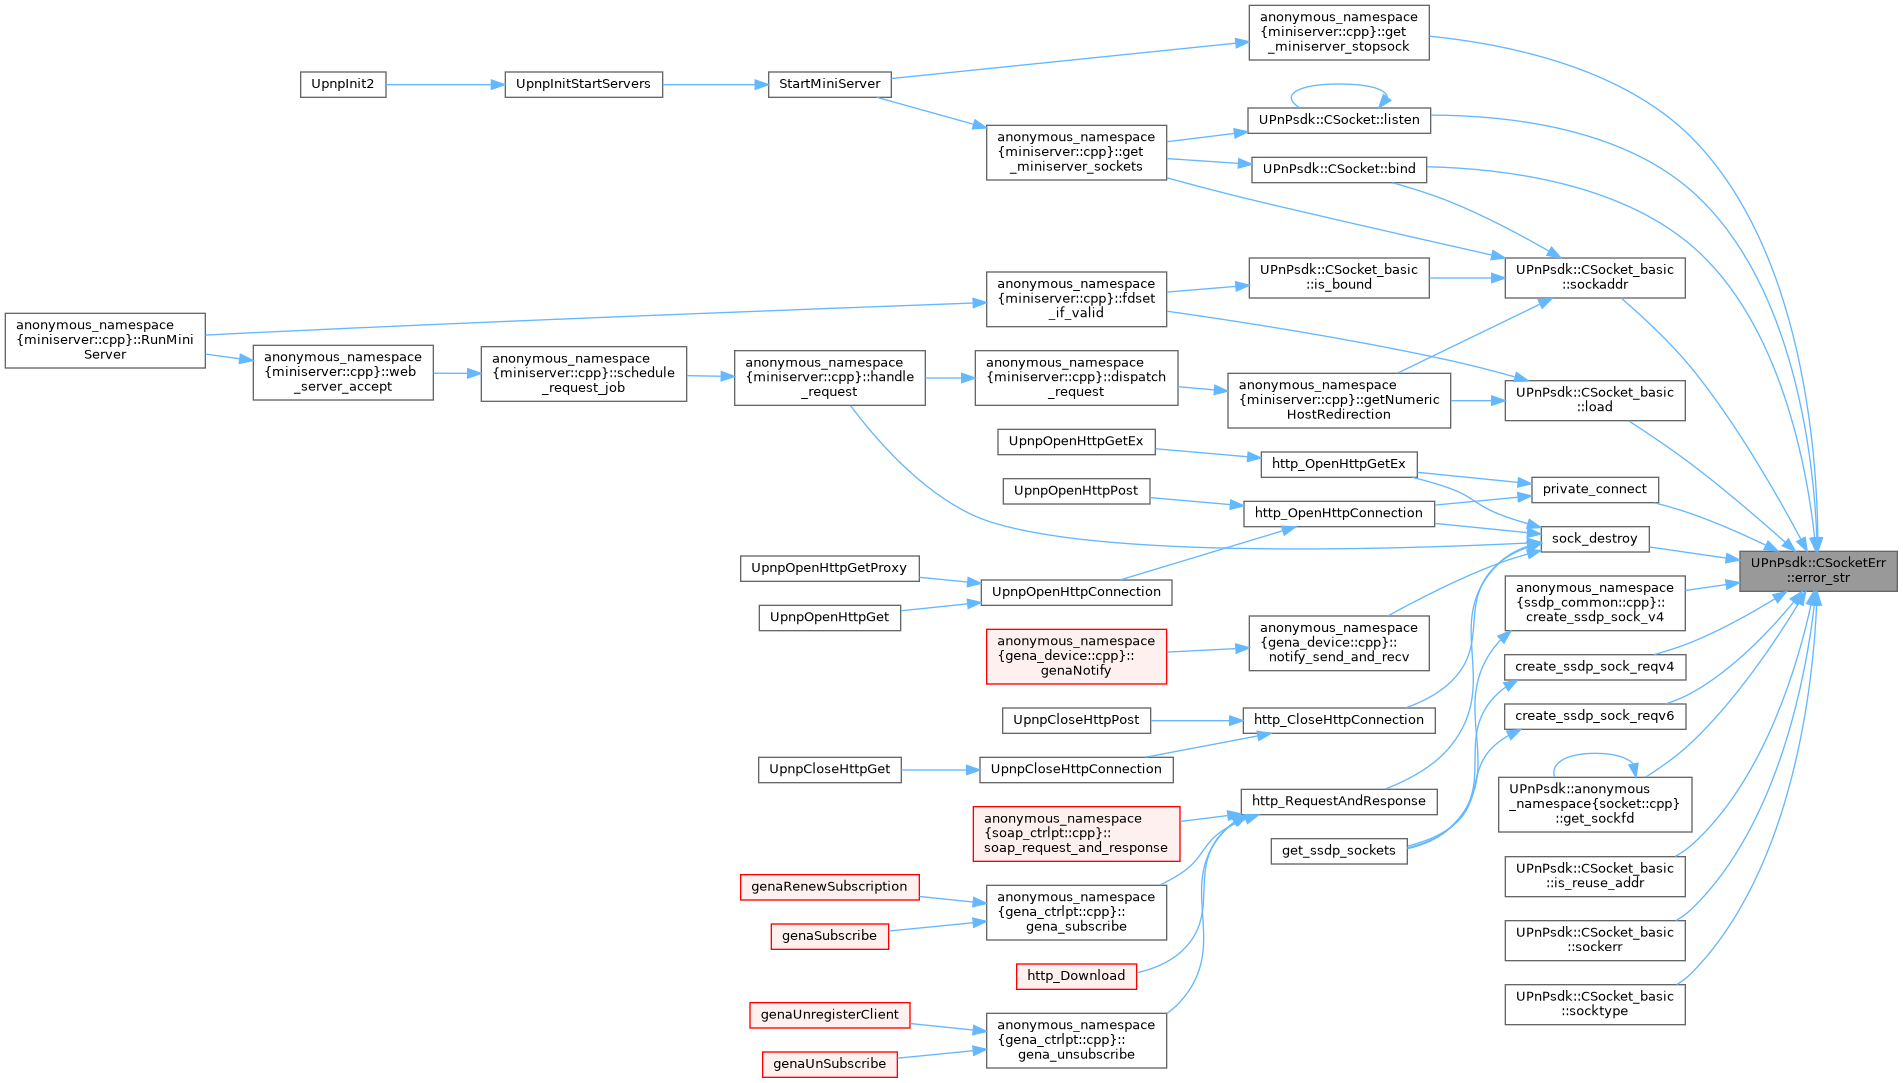 anonymous_namespace
{miniserver::cpp}::get
_miniserver_stopsock
UpnpInit2
UpnpInitStartServers
StartMiniServer
UPnPsdk::CSocket::listen
anonymous_namespace
{miniserver::cpp}::get
_miniserver_sockets
UPnPsdk::CSocket::bind
UPnPsdk::CSocket_basic
::sockaddr
UPnPsdk::CSocket_basic
::is_bound
anonymous_namespace
{miniserver::cpp}::fdset
_if_valid
anonymous_namespace
{miniserver::cpp}::RunMini
Server
anonymous_namespace
{miniserver::cpp}::web
_server_accept
anonymous_namespace
{miniserver::cpp}::schedule
_request_job
anonymous_namespace
{miniserver::cpp}::handle
_request
anonymous_namespace
{miniserver::cpp}::dispatch
_request
anonymous_namespace
{miniserver::cpp}::getNumeric
HostRedirection
UPnPsdk::CSocket_basic
::load
UpnpOpenHttpGetEx
http_OpenHttpGetEx
private_connect
UpnpOpenHttpPost
http_OpenHttpConnection
sock_destroy
UPnPsdk::CSocketErr
::error_str
UpnpOpenHttpGetProxy
UpnpOpenHttpConnection
UpnpOpenHttpGet
anonymous_namespace
{ssdp_common::cpp}::
create_ssdp_sock_v4
anonymous_namespace
{gena_device::cpp}::
genaNotify
anonymous_namespace
{gena_device::cpp}::
notify_send_and_recv
create_ssdp_sock_reqv4
create_ssdp_sock_reqv6
UpnpCloseHttpPost
http_CloseHttpConnection
UpnpCloseHttpGet
UpnpCloseHttpConnection
UPnPsdk::anonymous
_namespace{socket::cpp}
::get_sockfd
http_RequestAndResponse
anonymous_namespace
{soap_ctrlpt::cpp}::
soap_request_and_response
get_ssdp_sockets
UPnPsdk::CSocket_basic
::is_reuse_addr
genaRenewSubscription
anonymous_namespace
{gena_ctrlpt::cpp}::
gena_subscribe
genaSubscribe
UPnPsdk::CSocket_basic
::sockerr
http_Download
UPnPsdk::CSocket_basic
::socktype
genaUnregisterClient
anonymous_namespace
{gena_ctrlpt::cpp}::
gena_unsubscribe
genaUnSubscribe